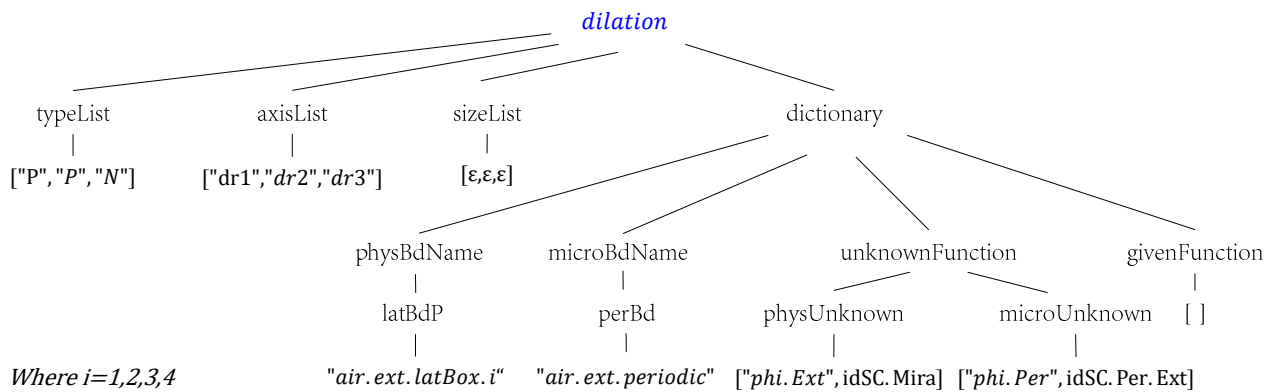 dilation
typeList axisList sizeList dictionary
["P", "P", "N"] ["dr1","dr2","dr3"] [ε,ε,ε]
physBdName microBdName unknownFunction givenFunction
latBdP perBd physUnknown microUnknown [ ]
Where i=1,2,3,4 "air.ext.latBox.i“ "air.ext.periodic" ["phi.Ext", idSC.Mira] ["phi.Per", idSC.Per.Ext]